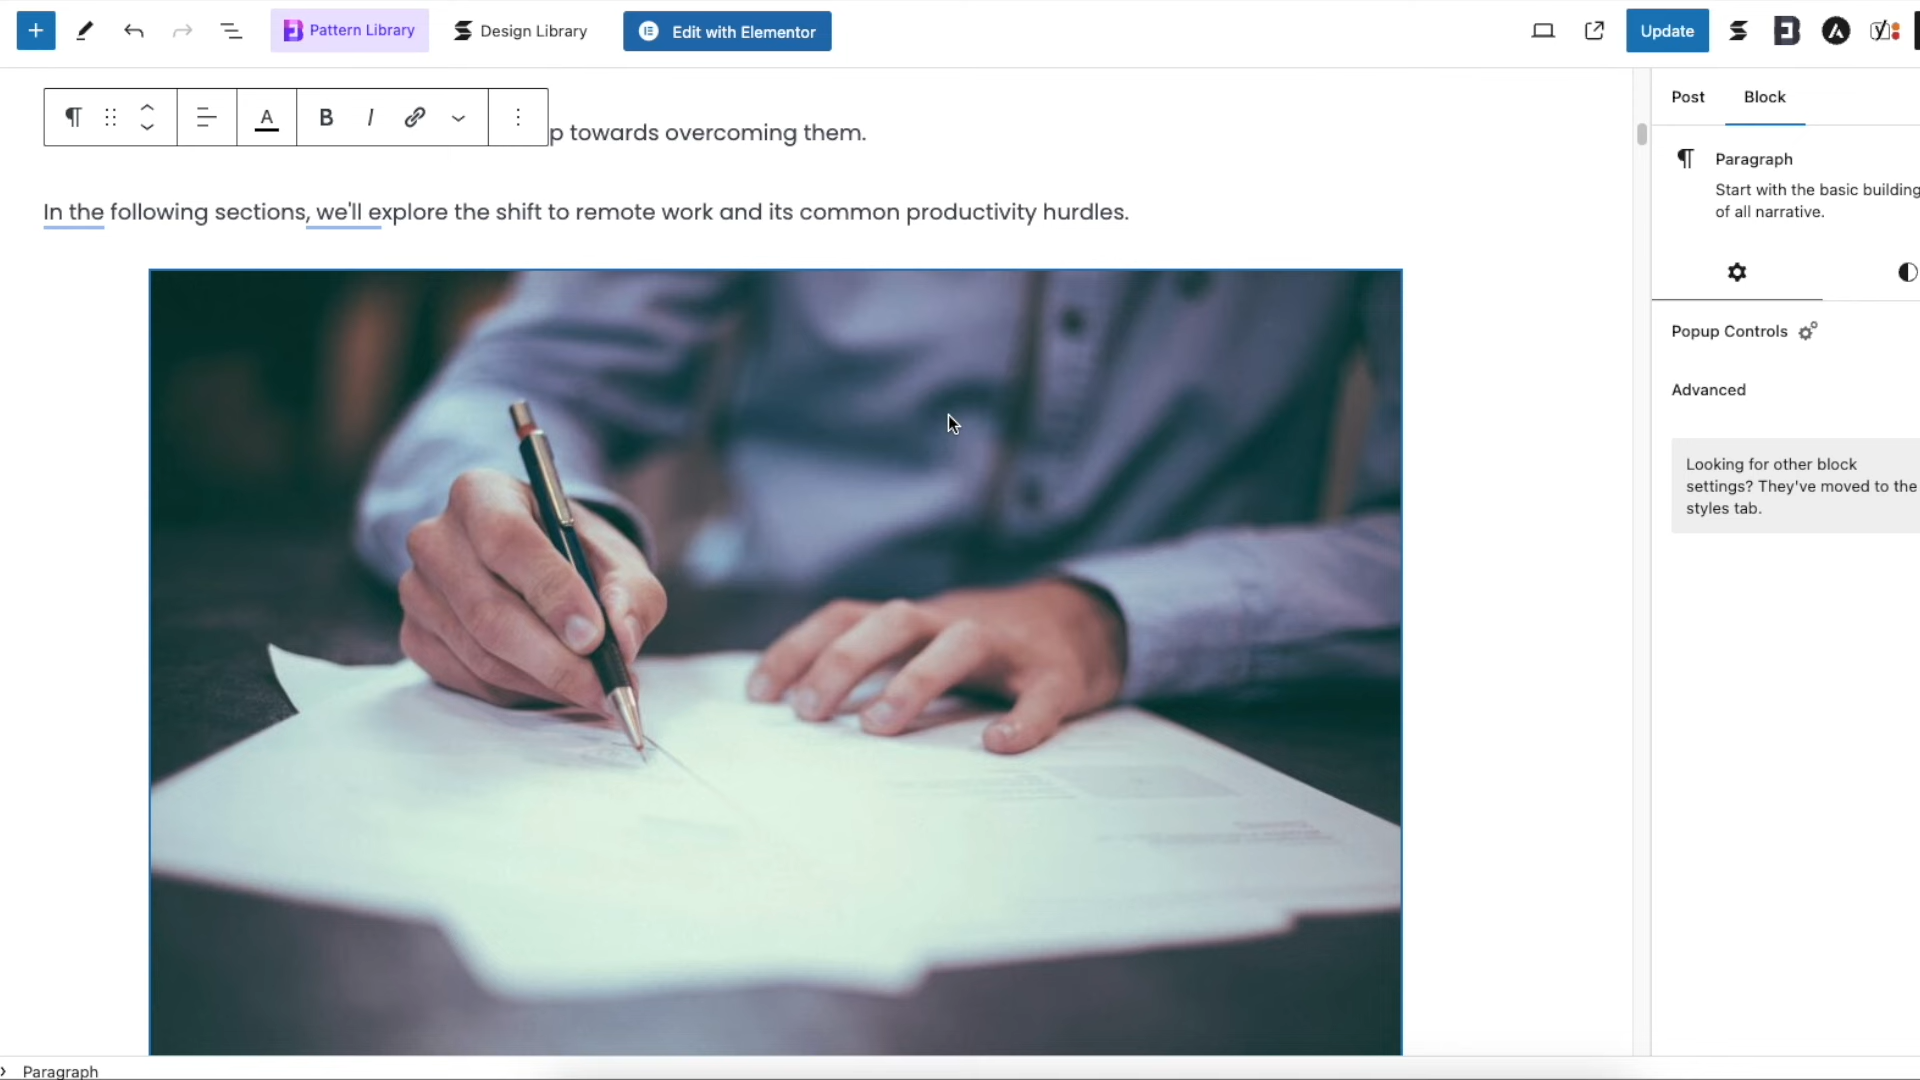 Pattern Library
Design Library
Edit with Elementor
Update
Post
Block
A
B
I
p towards overcoming them.
Paragraph
Start with the basic building
of all narrative.
In the following sections, we'll explore the shift to remote work and its common productivity hurdles.
Popup Controls
Advanced
Looking for other block
settings? They've moved to the
styles tab.
Paragraph